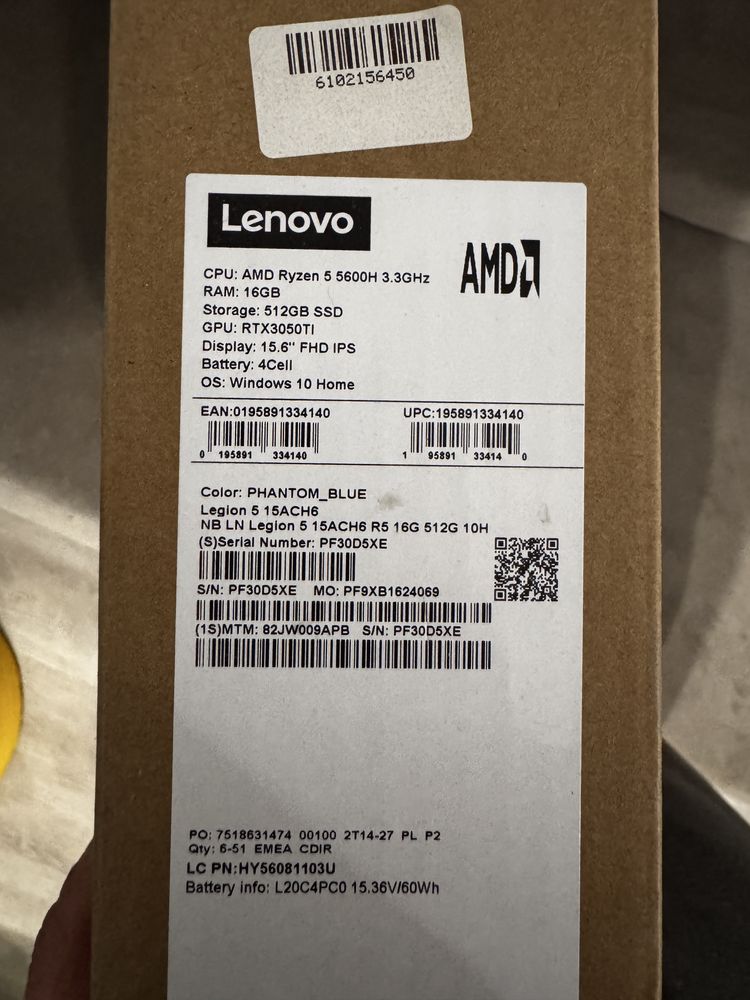 6102156450
Lenovo
AMD
CPU: AMD Ryzen 5 5600H 3.3GHz
RAM: 16GB
Storage: 512GB SSD
GPU: RTX3050TI
Display: 15.6" FHD IPS
Battery: 4Cell
OS: Windows 10 Home
EAN:0195891334140 UPC:195891334140
0 195891 334140 1 95891 33414 0
Color: PHANTOM_BLUE
Legion 5 15ACH6
NB LN Legion 5 15ACH6 R5 16G 512G 10H
(S)Serial Number: PF30D5XE
S/N: PF30D5XE MO: PF9XB1624069
(1S)MTM: 82JW009APB S/N: PF30D5XE
PO: 7518631474 00100 2T14-27 PL P2
Qty: 6-51 EMEA CDIR
LC PN:HY56081103U
Battery info: L20C4PC0 15.36V/60Wh